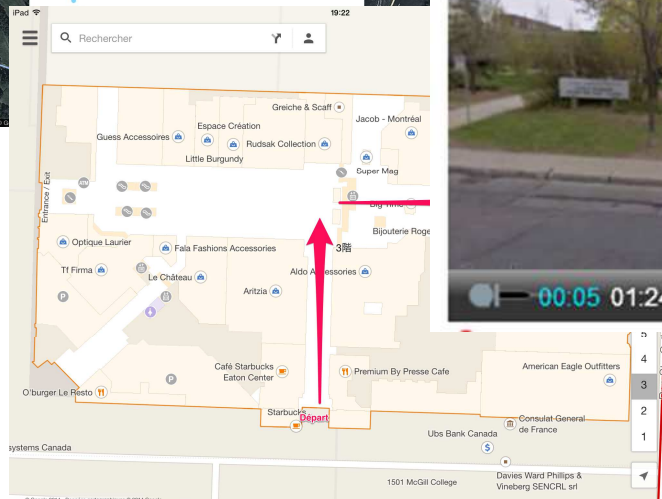 iPad
19:22
Rechercher
Greiche & Scaff
Jacob - Montréal
Espace Création
Guess Accessoires
Rudsak Collection
Little Burgundy
Super Mag
ATM
Entrance / Exit
Big Time
Bijouterie Roge
Optique Laurier
Fala Fashions Accessories
3階
Tf Firma
Le Château
Aldo Accessories
Aritzia
P
00:05 01:24
5
4
3
2
1
Café Starbucks
Eaton Center
Premium By Presse Cafe
American Eagle Outfitters
P
O'burger Le Resto
Starbucks
Départ
Consulat General
de France
Ubs Bank Canada
systems Canada
1501 McGill College
Davies Ward Phillips &
Vineberg SENCRL srl